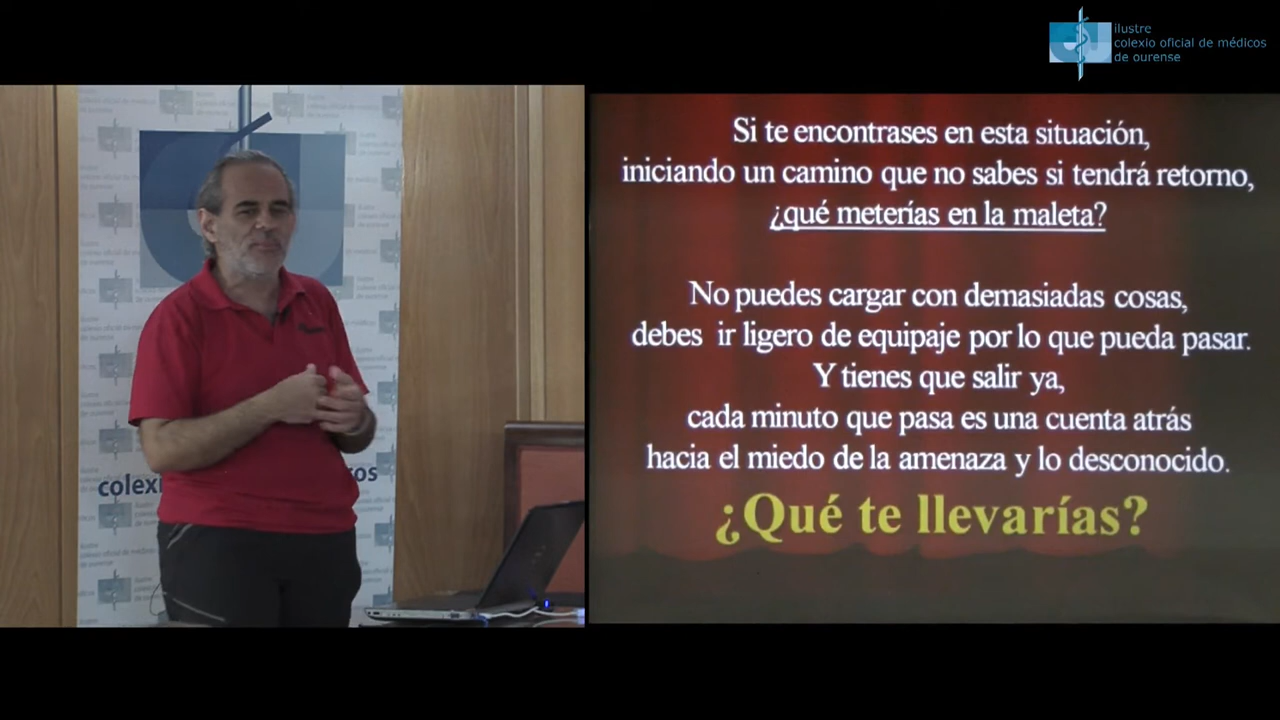 ilustre
colexio oficial de médicos
de ourense
Si te encontrases en esta situación,
iniciando un camino que no sabes si tendrá retorno,
¿qué meterías en la maleta?
No puedes cargar con demasiadas cosas,
debes ir ligero de equipaje por lo que pueda pasar.
Y tienes que salir ya,
cada minuto que pasa es una cuenta atrás
hacia el miedo de la amenaza y lo desconocido.
¿Qué te llevarías?